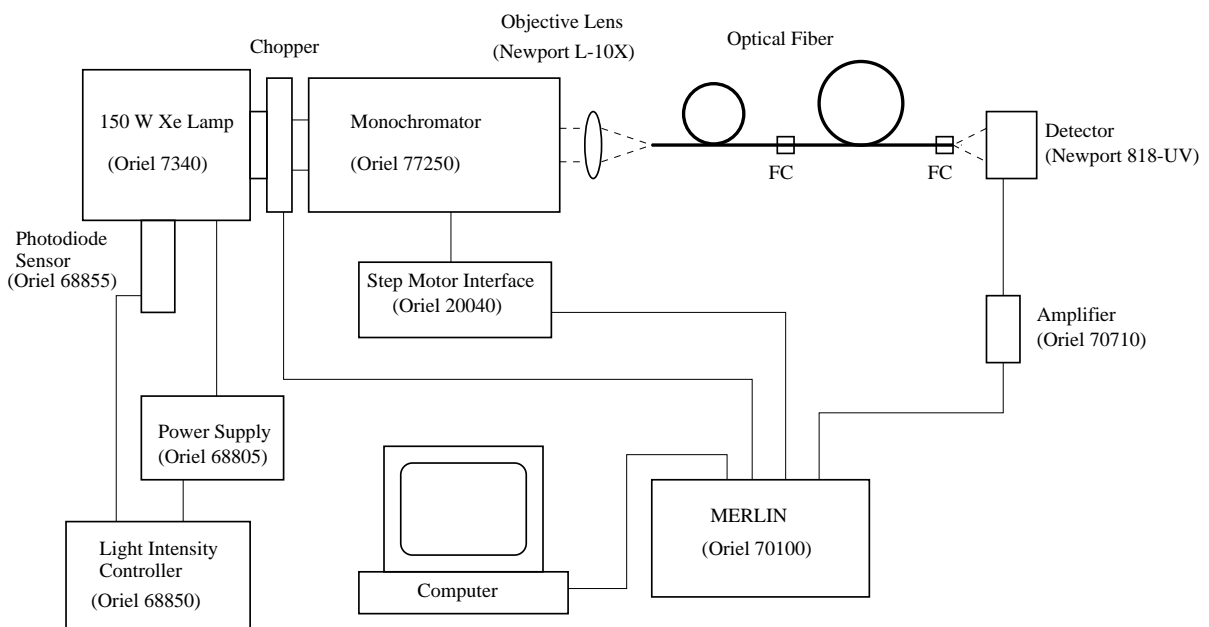 Objective Lens
(Newport L-10X)
Optical Fiber
Chopper
150 W Xe Lamp
(Oriel 7340)
Monochromator
(Oriel 77250)
FC
FC
Detector
(Newport 818-UV)
Photodiode
Sensor
(Oriel 68855)
Step Motor Interface
(Oriel 20040)
Amplifier
(Oriel 70710)
Power Supply
(Oriel 68805)
MERLIN
(Oriel 70100)
Light Intensity
Controller
(Oriel 68850)
Computer